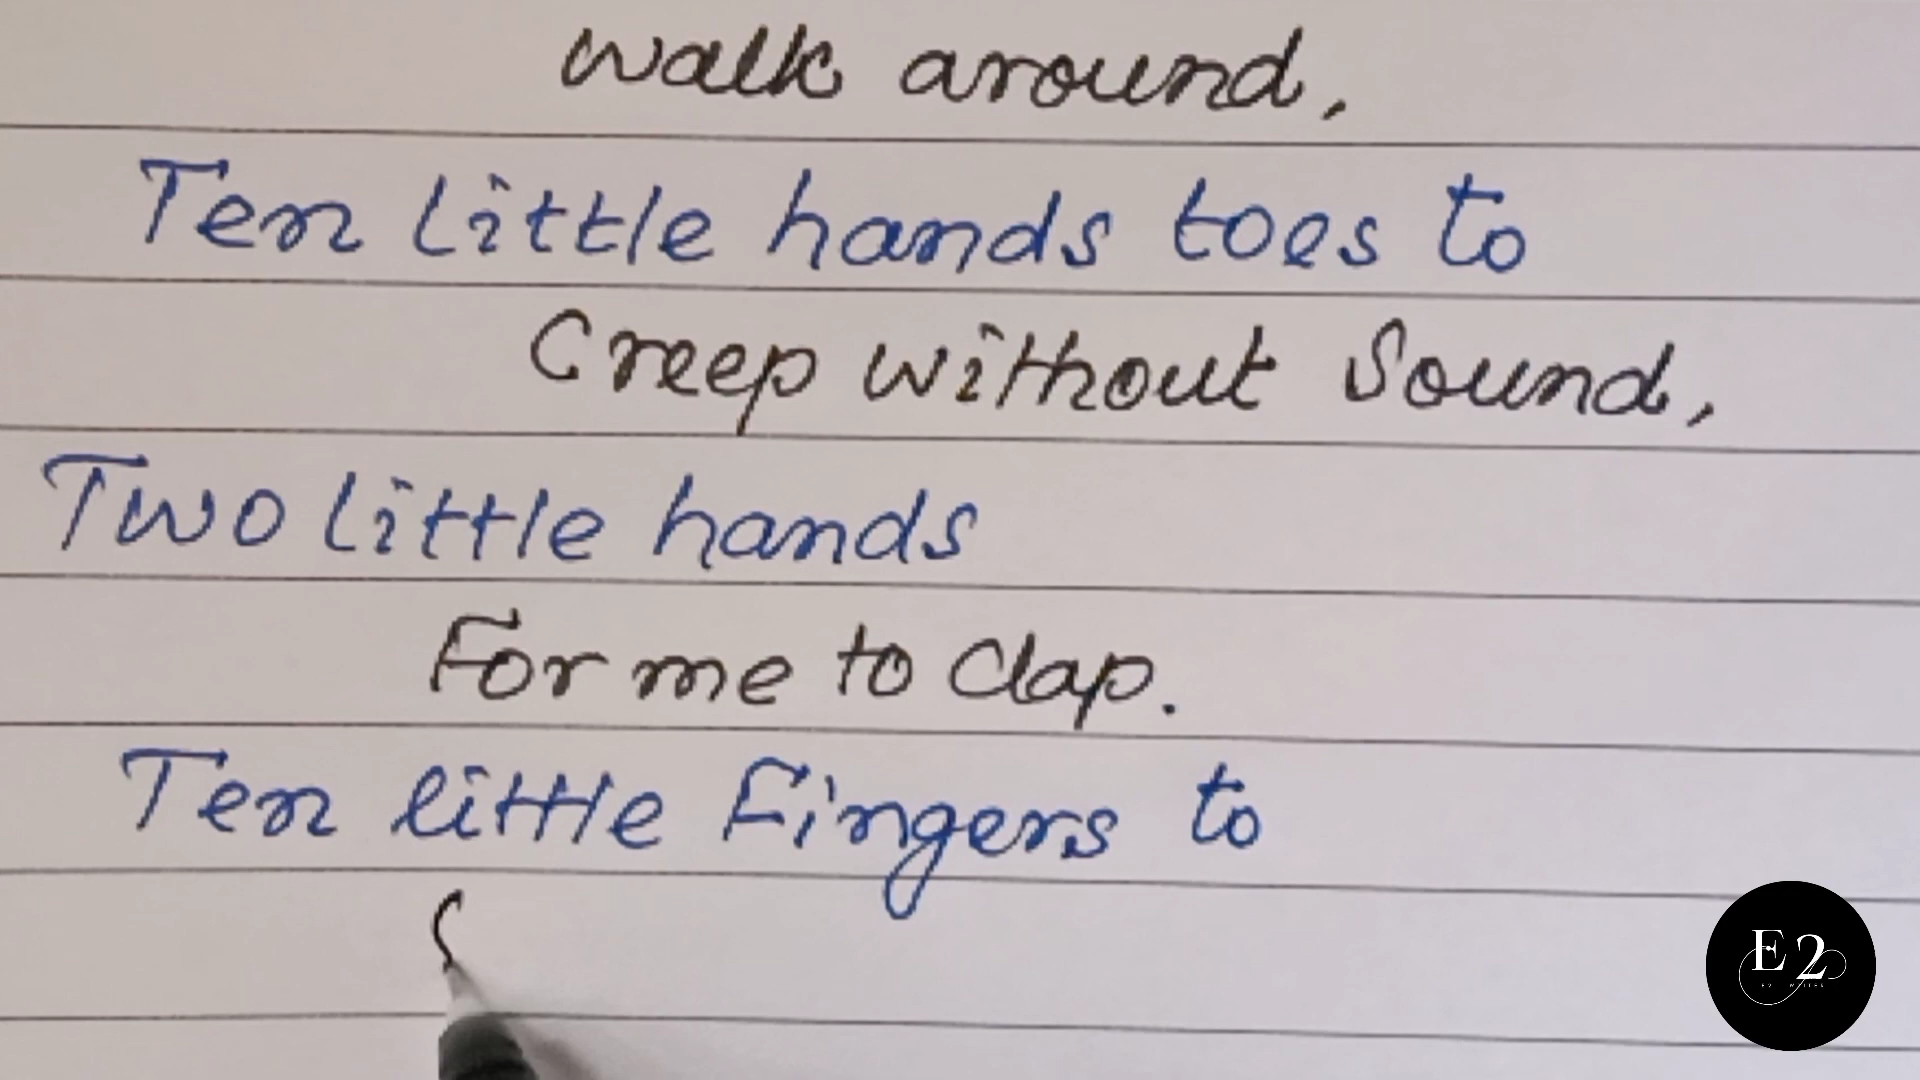 walk around,
Ten little hands toes to
Creep without Sound,
Two little hands
For me to Clap.
Ten little Fingers to
E2